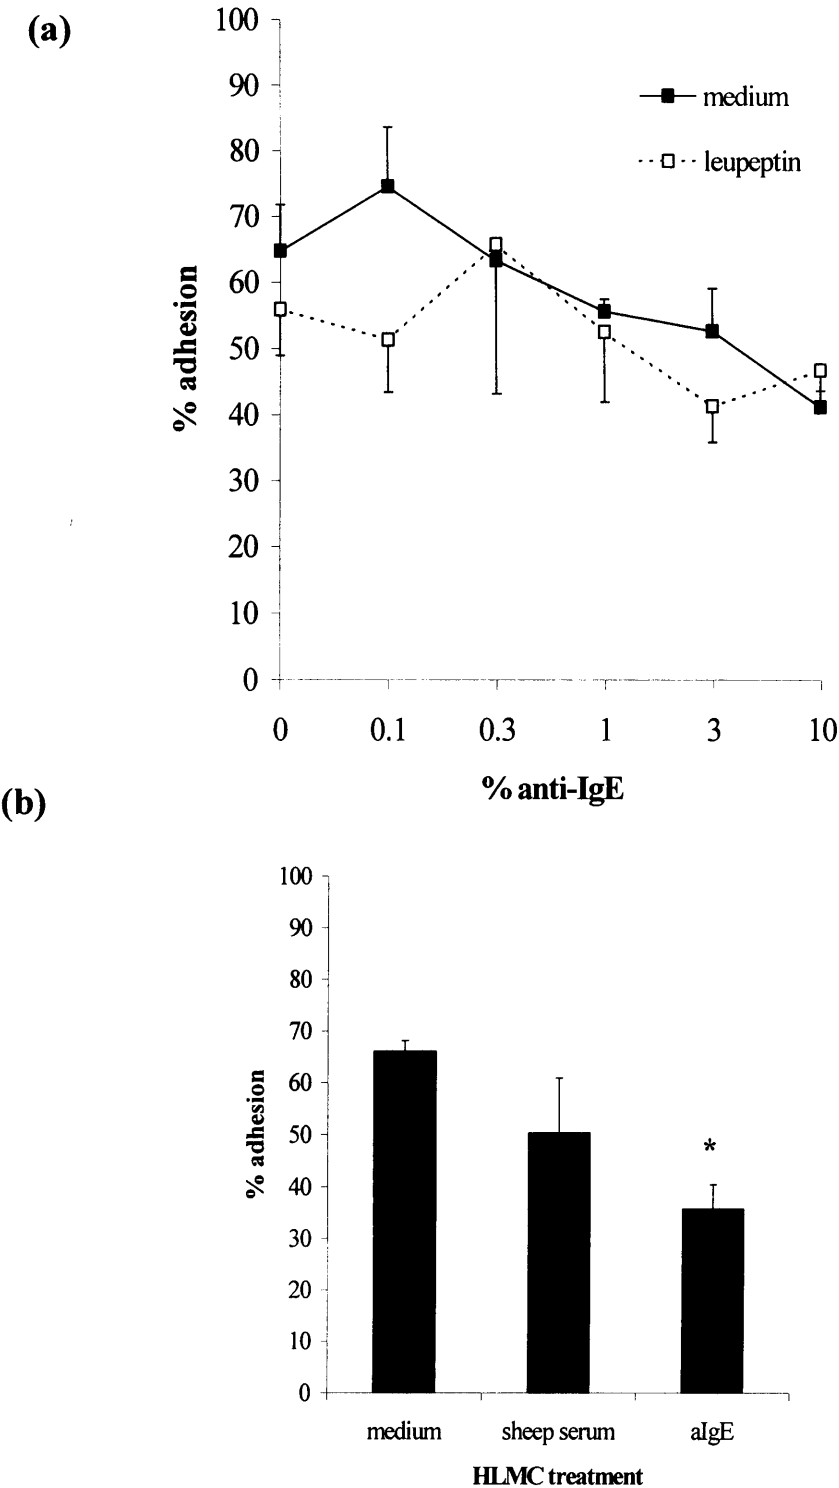 (a)
100
90
80
70
60
50
40
30
20
10
0
% adhesion
medium
leupeptin
0 0.1 0.3 1 3 10
% anti-IgE
(b)
100
90
80
70
60
50
40
30
20
10
0
% adhesion
*
medium sheep serum aIgE
HLMC treatment